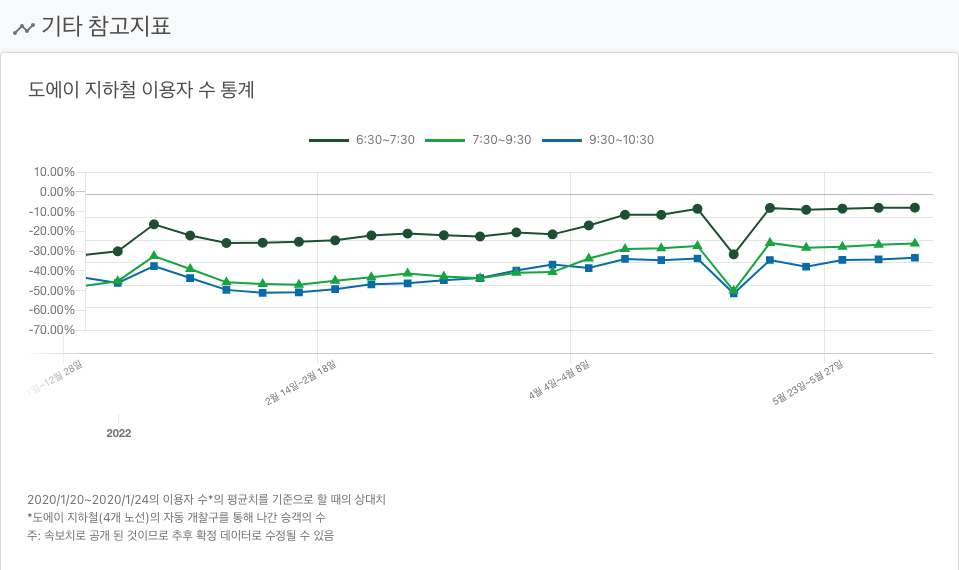 기타 참고지표
도에이 지하철 이용자 수 통계
6:30~7:30 7:30~9:30 9:30~10:30
10.00%
0.00%
-10.00%
-20.00%
-30.00%
-40.00%
-50.00%
-60.00%
-70.00%
~12월 28일
2월 14일~2월 18일
4월 4일~4월 8일
5월 23일~5월 27일
2022
2020/1/20~2020/1/24의 이용자 수*의 평균치를 기준으로 할 때의 상대치
*도에이 지하철(4개 노선)의 자동 개찰구를 통해 나간 승객의 수
주: 속보치로 공개 된 것이므로 추후 확정 데이터로 수정될 수 있음